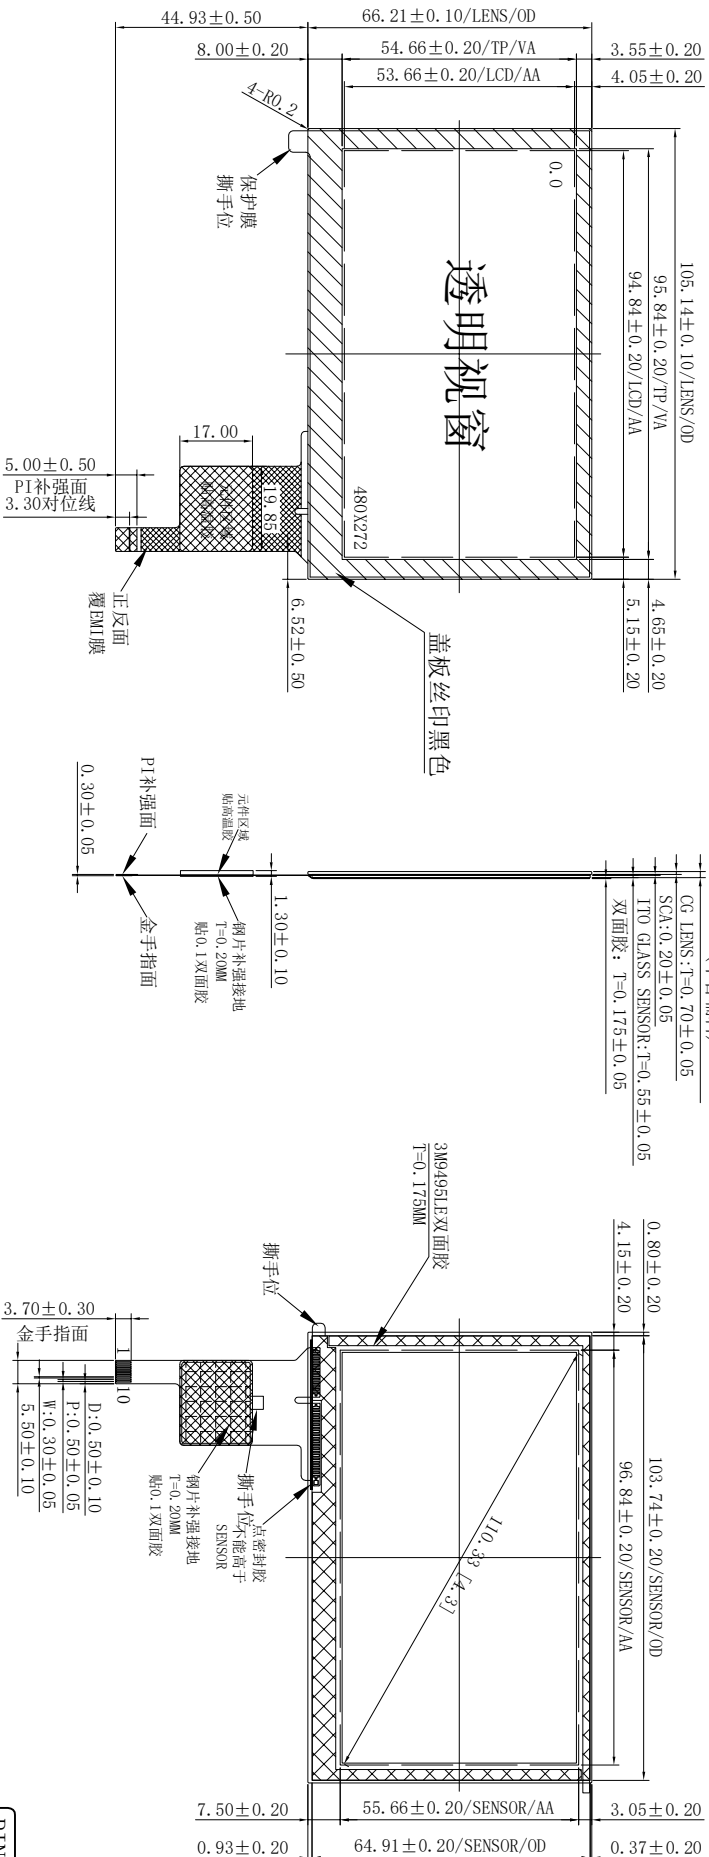 44.93±0.50
66.21±0.10/LENS/OD
8.00±0.20
54.66±0.20/TP/VA
3.55±0.20
53.66±0.20/LCD/AA
4.05±0.20
4-R0.2
保护膜
撕手位
0.0
透明视窗
480X272
105.14±0.10/LENS/OD
95.84±0.20/TP/VA
94.84±0.20/LCD/AA
17.00
19.85
5.00±0.50
PI补强面
3.30对位线
正反面
覆EMI膜
6.52±0.50
4.65±0.20
5.15±0.20
盖板丝印黑色
CG LENS:T=0.70±0.05
SCA:0.20±0.05
ITO GLASS SENSOR:T=0.55±0.05
双面胶: T=0.175±0.05
PI补强面
0.30±0.05
金手指面
元件区域
贴高温胶
1.30±0.10
钢片补强接地
T=0.20MM
贴0.1双面胶
3M9495LE双面胶
T=0.175MM
0.80±0.20
4.15±0.20
撕手位
3.70±0.30
金手指面
1
10
D:0.50±0.10
P:0.50±0.05
W:0.30±0.05
5.50±0.10
撕手位
钢片补强接地
T=0.20MM
贴0.1双面胶
点密封胶
不能高于
SENSOR
103.74±0.20/SENSOR/OD
96.84±0.20/SENSOR/AA
110.33 [4.3]
7.50±0.20
55.66±0.20/SENSOR/AA
3.05±0.20
0.93±0.20
64.91±0.20/SENSOR/OD
0.37±0.20